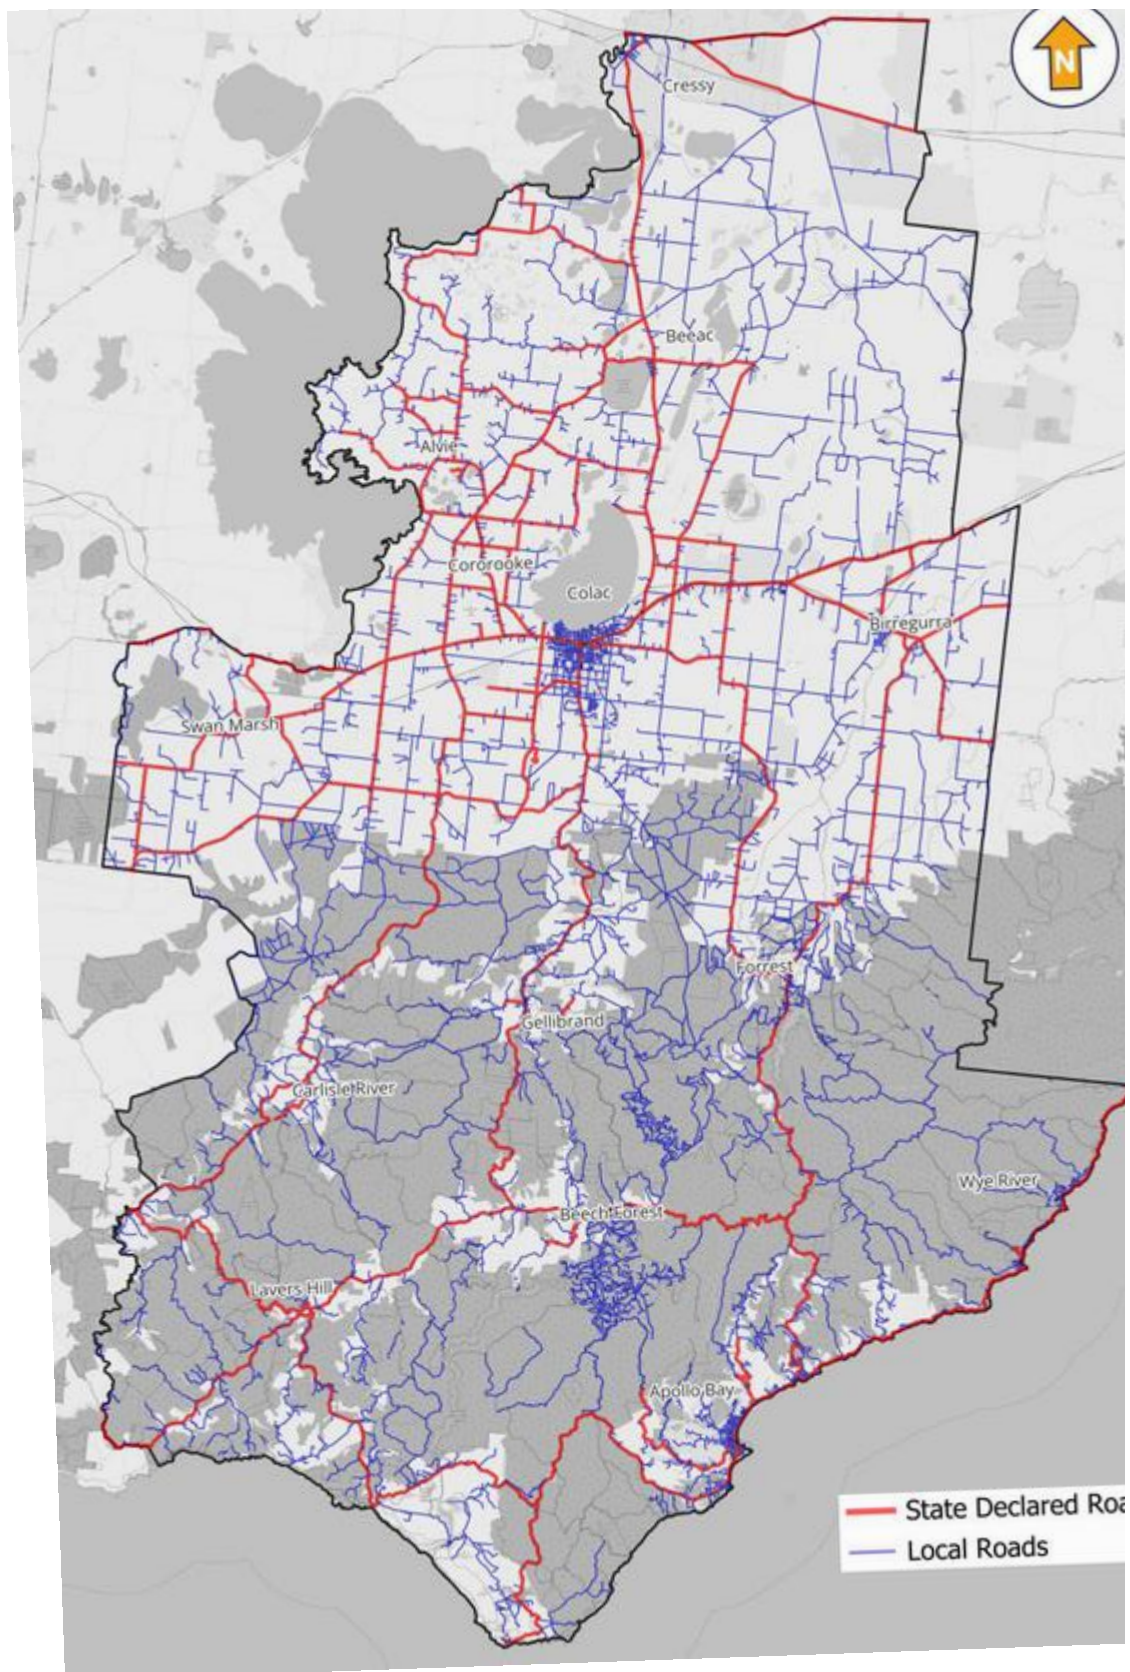 N
Cressy
Beeac
Alvie
Cororooke
Colac
Birregurra
Swan Marsh
Forrest
Gellibrand
Carlisle River
Wye River
Beech Forest
Lavers Hill
Apollo Bay
State Declared Roa
Local Roads